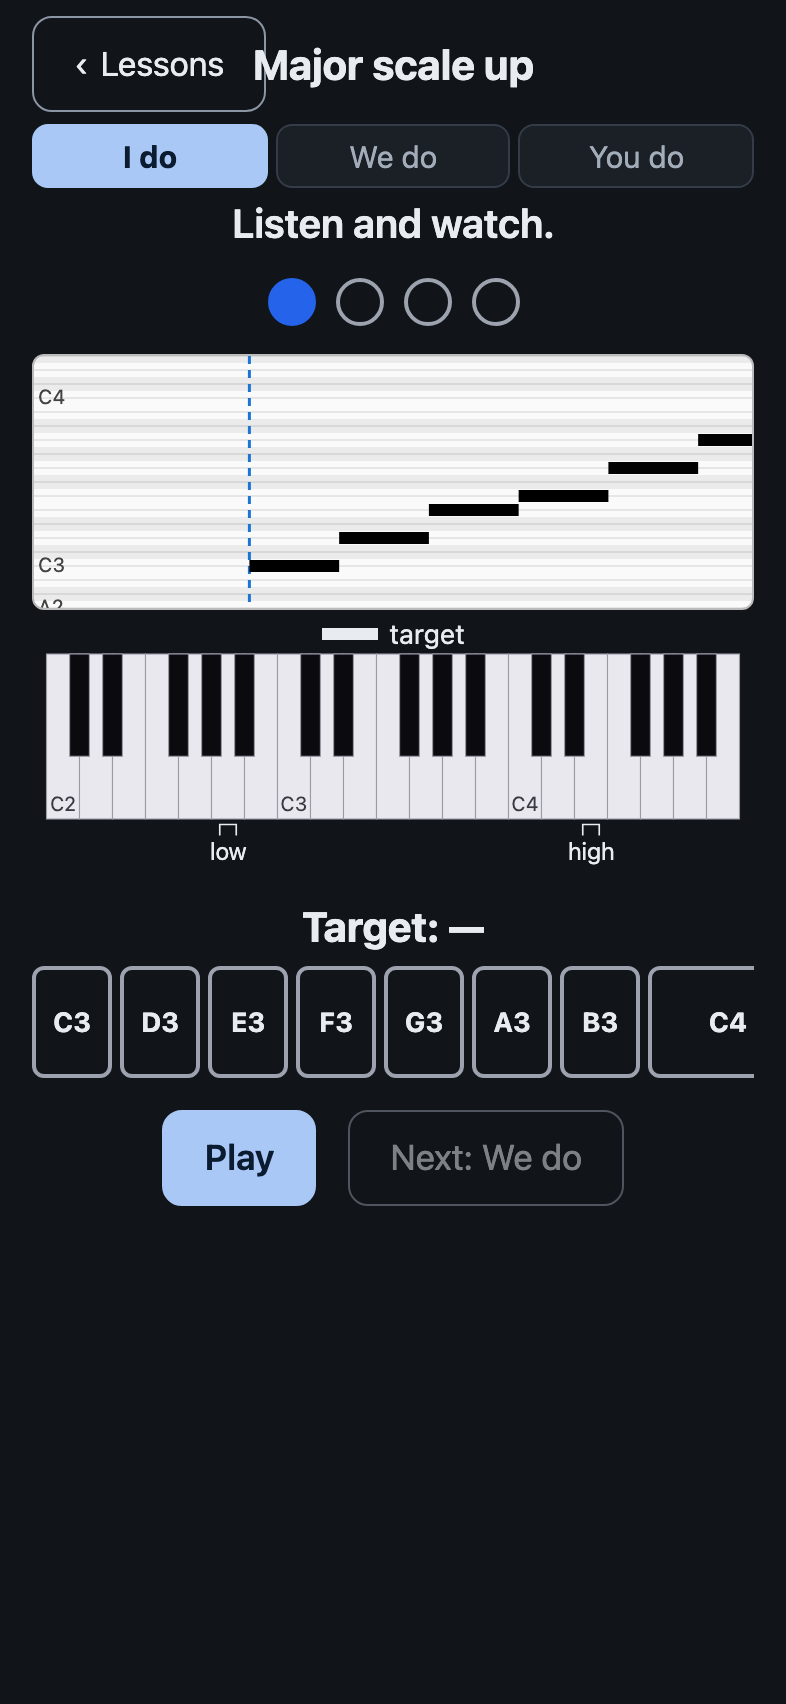 ‹ Lessons
Major scale up
I do
We do
You do
Listen and watch.
C4
C3
A2
target
C2
C3
C4
low
high
Target: —
C3
D3
E3
F3
G3
A3
B3
C4
Play
Next: We do